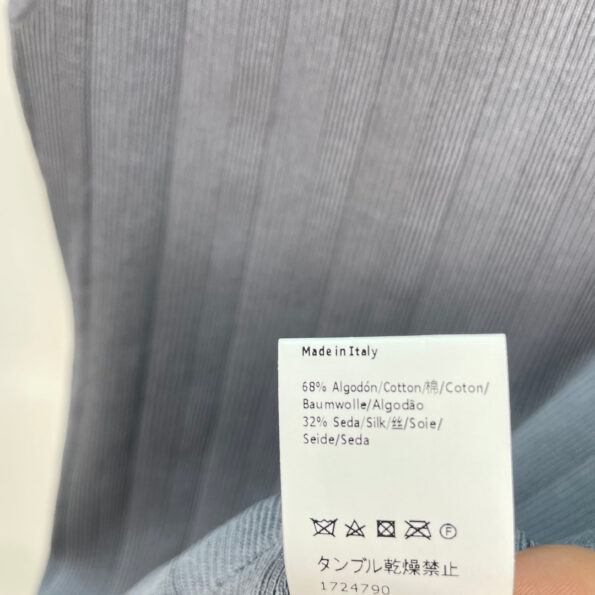 Made in Italy
68% Algodón/Cotton/棉/Coton/
Baumwolle/Algodão
32% Seda/Silk/丝/Soie/
Seide/Seda
F
タンブル乾燥禁止
1724790